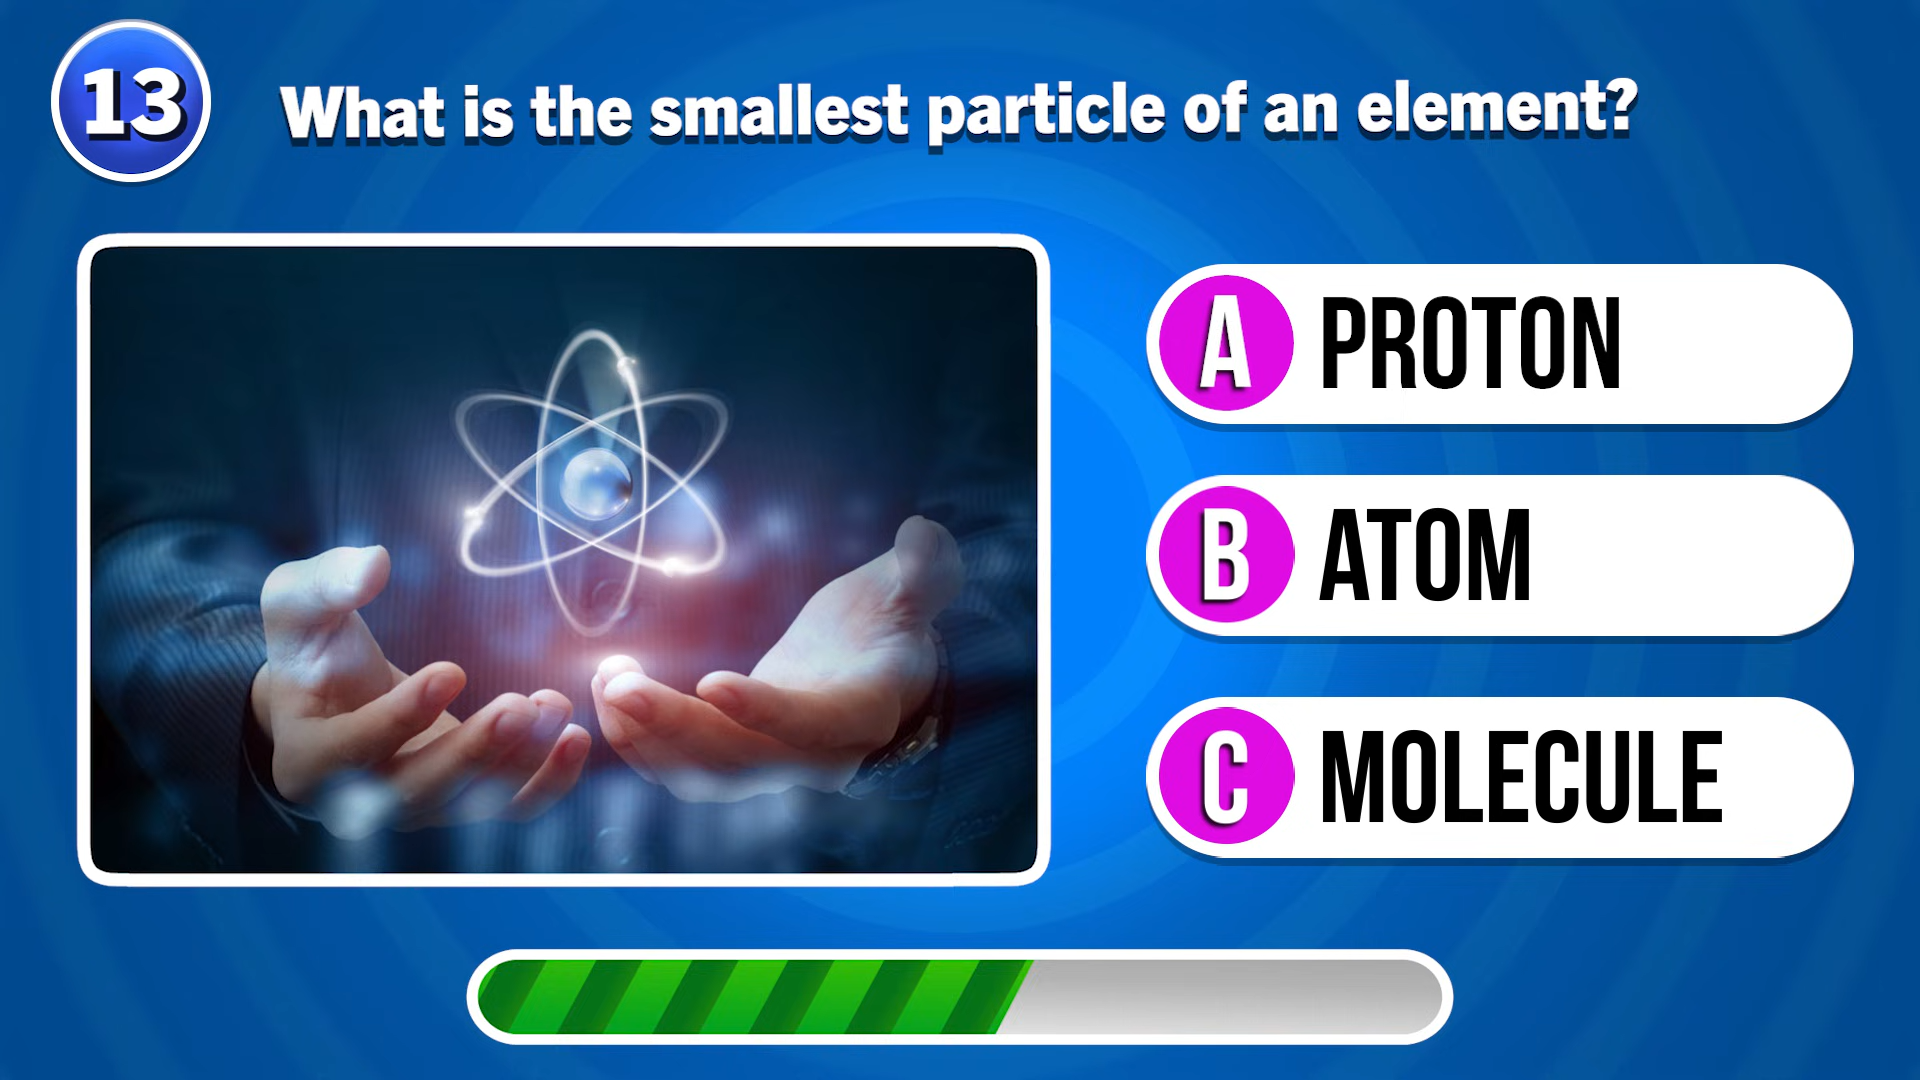 13
What is the smallest particle of an element?
A PROTON
B ATOM
C MOLECULE